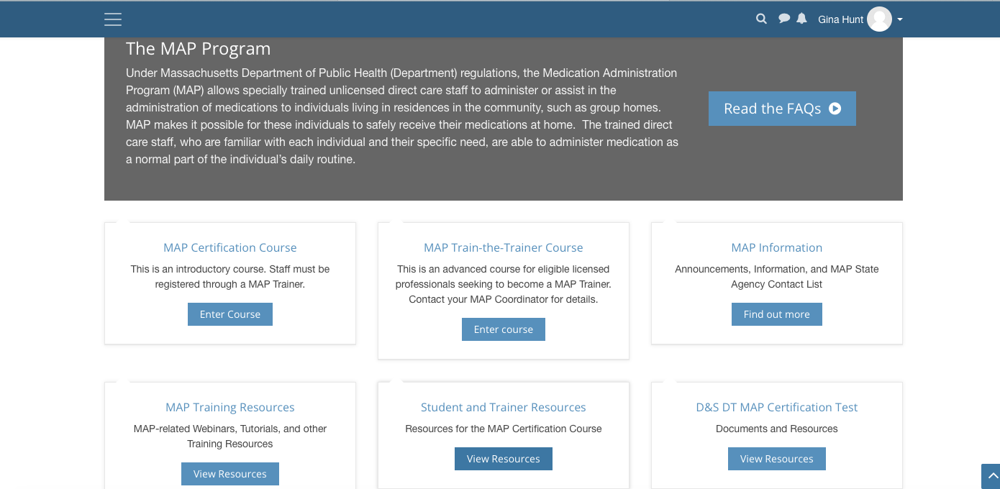 Gina Hunt
The MAP Program
Under Massachusetts Department of Public Health (Department) regulations, the Medication Administration
Program (MAP) allows specially trained unlicensed direct care staff to administer or assist in the
administration of medications to individuals living in residences in the community, such as group homes.
MAP makes it possible for these individuals to safely receive their medications at home.  The trained direct
care staff, who are familiar with each individual and their specific need, are able to administer medication as
a normal part of the individual’s daily routine.
Read the FAQs
MAP Certification Course
This is an introductory course. Staff must be
registered through a MAP Trainer.
Enter Course
MAP Train-the-Trainer Course
This is an advanced course for eligible licensed
professionals seeking to become a MAP Trainer.
Contact your MAP Coordinator for details.
Enter course
MAP Information
Announcements, Information, and MAP State
Agency Contact List
Find out more
MAP Training Resources
MAP-related Webinars, Tutorials, and other
Training Resources
View Resources
Student and Trainer Resources
Resources for the MAP Certification Course
View Resources
D&S DT MAP Certification Test
Documents and Resources
View Resources